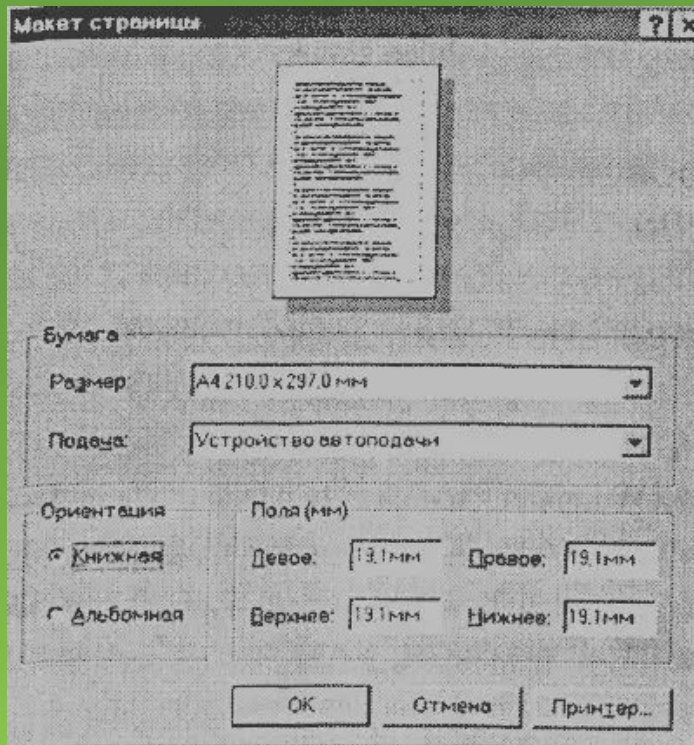 Макет страницы
Бумага
Размер: A4 210.0 x 297.0 мм
Подача: Устройство автоподачи
Ориентация
Книжная
Альбомная
Поля (мм)
Левое: 19.1мм Правое: 19.1мм
Верхнее: 19.1мм Нижнее: 19.1мм
ОК Отмена Принтер...